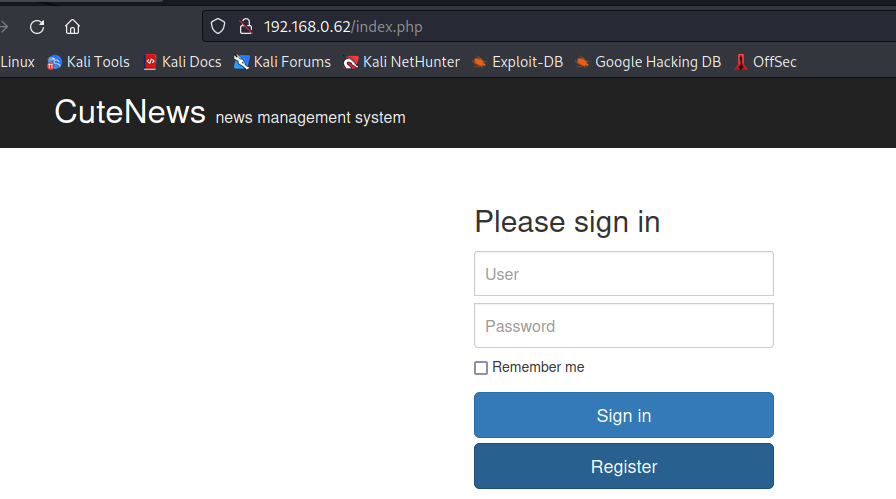 192.168.0.62/index.php
Linux Kali Tools Kali Docs Kali Forums Kali NetHunter Exploit-DB Google Hacking DB OffSec
CuteNews news management system
Please sign in
User
Password
Remember me
Sign in
Register